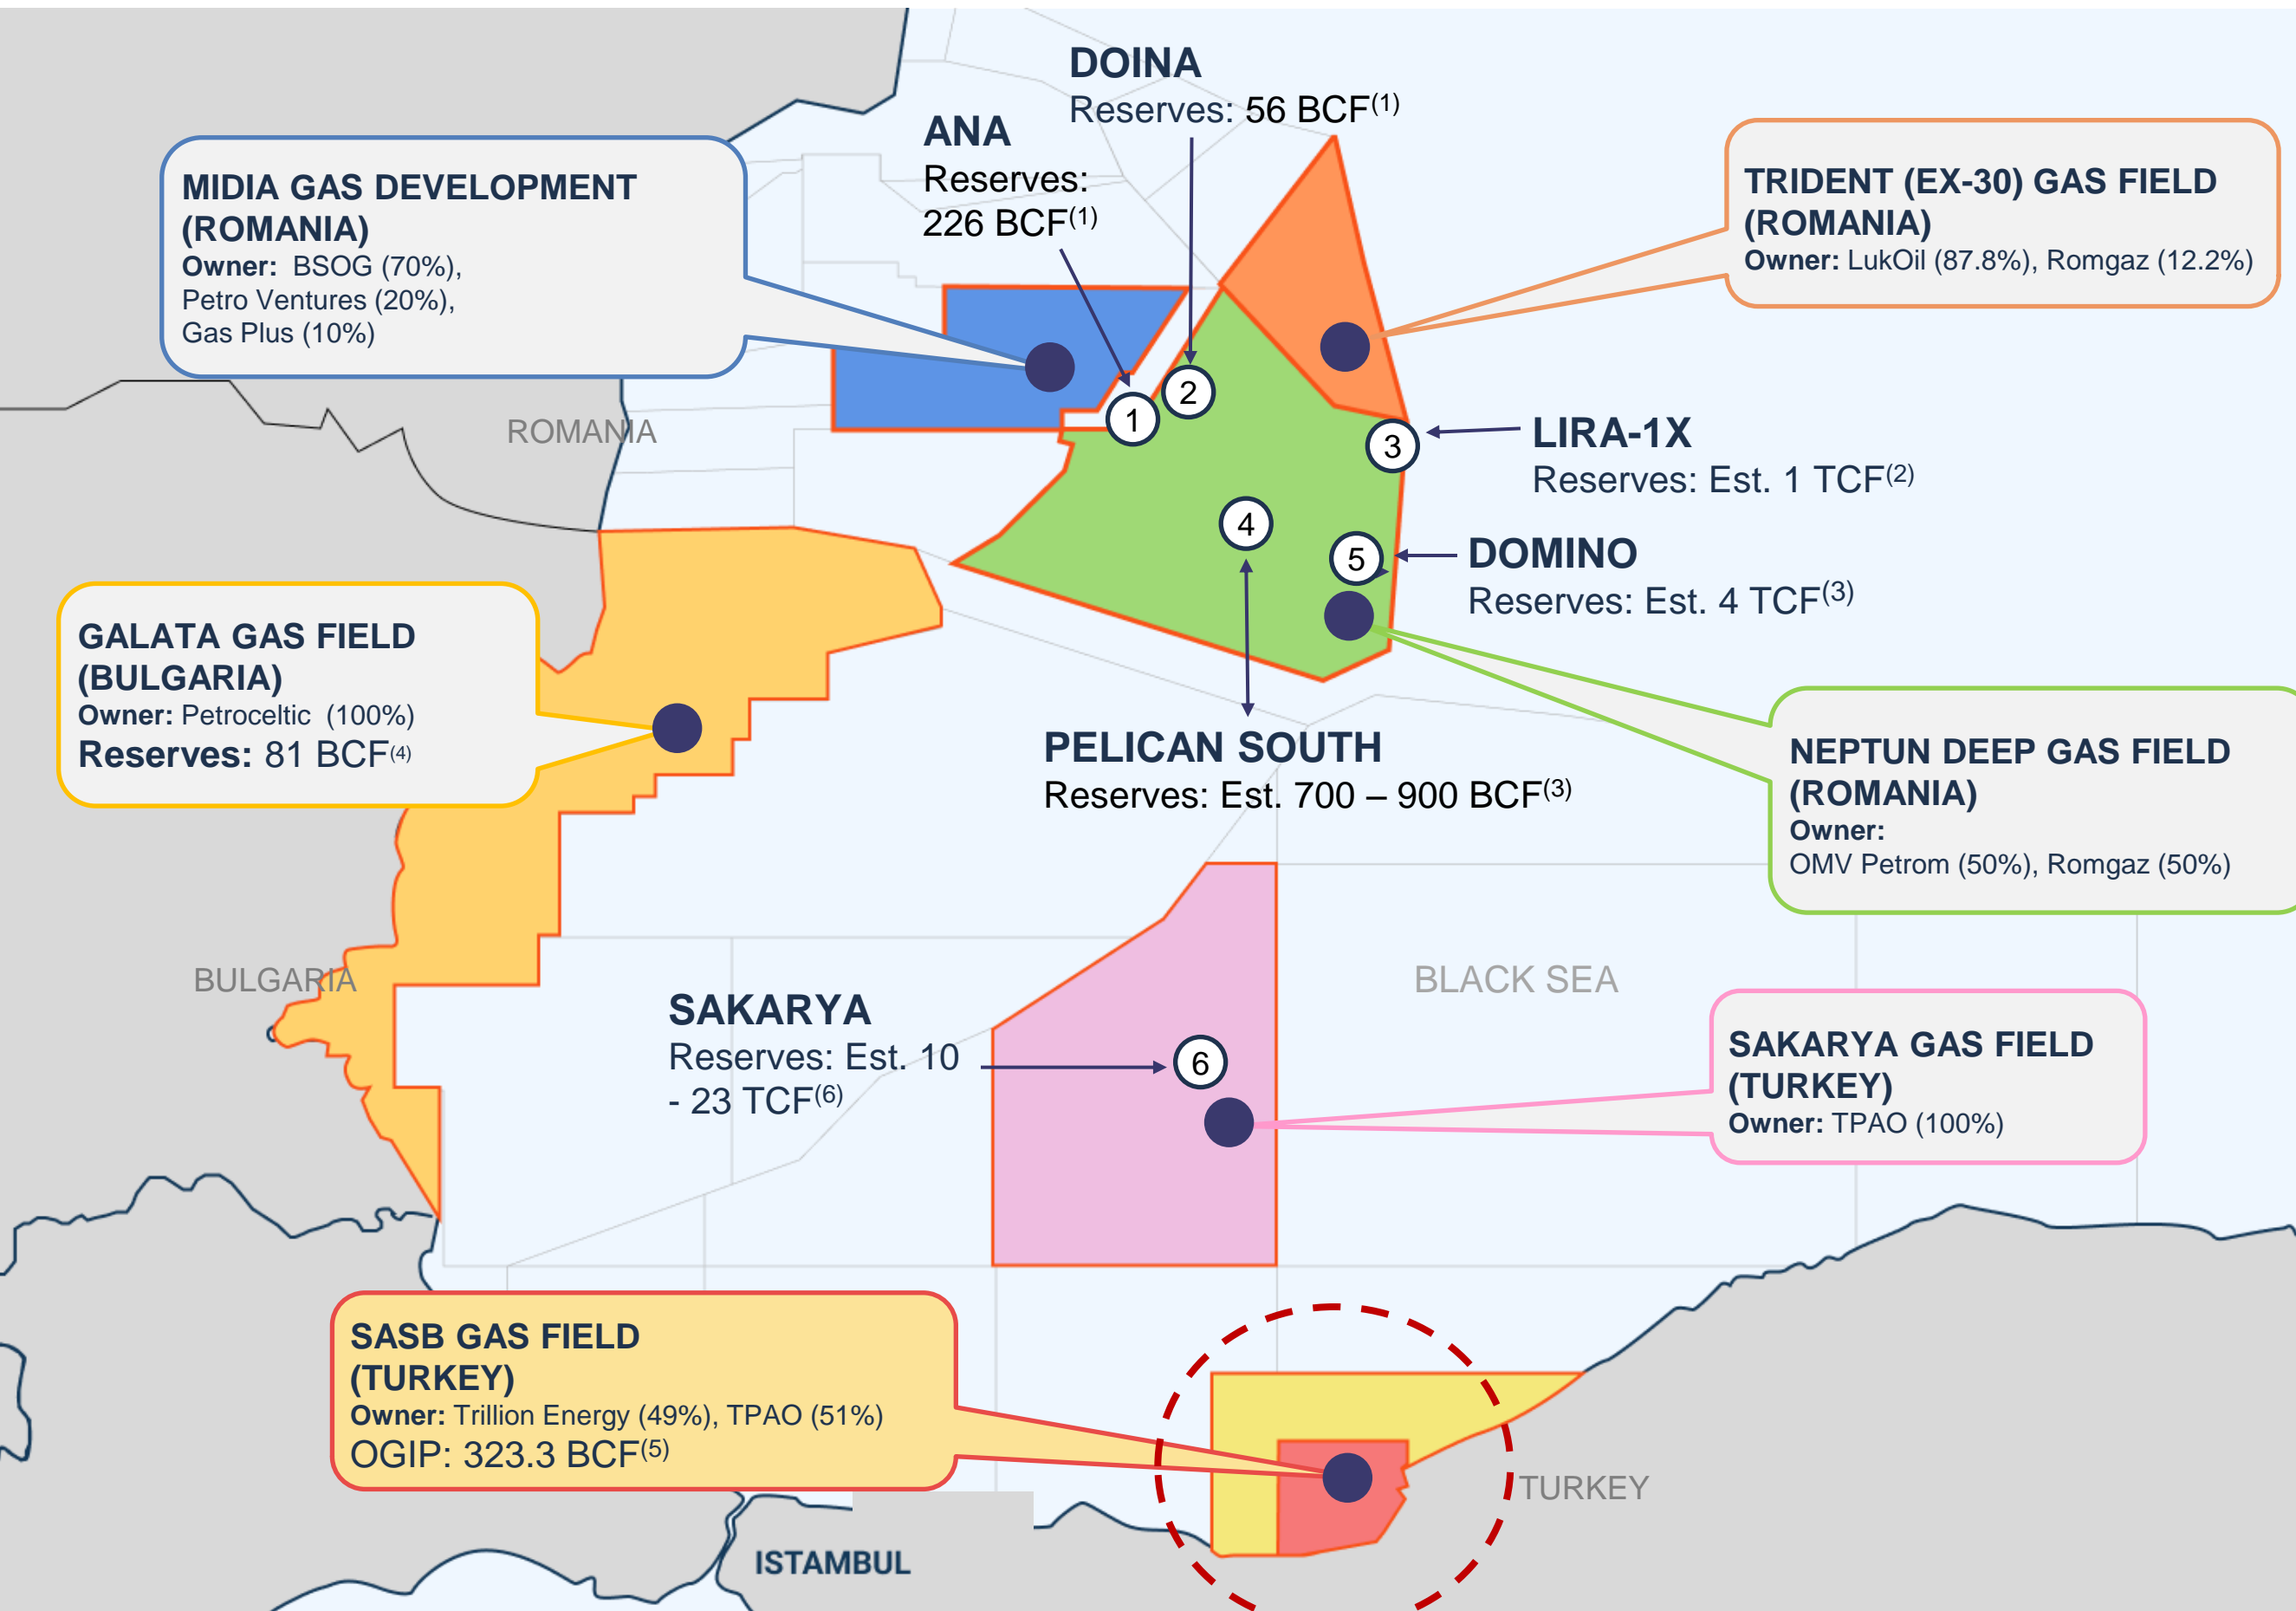 DOINA
Reserves: 56 BCF(1)
ANA
Reserves:
226 BCF(1)
MIDIA GAS DEVELOPMENT
(ROMANIA)
Owner: BSOG (70%),
Petro Ventures (20%),
Gas Plus (10%)
TRIDENT (EX-30) GAS FIELD
(ROMANIA)
Owner: LukOil (87.8%), Romgaz (12.2%)
ROMANIA
1
2
3
LIRA-1X
Reserves: Est. 1 TCF(2)
4
5
DOMINO
Reserves: Est. 4 TCF(3)
GALATA GAS FIELD
(BULGARIA)
Owner: Petroceltic (100%)
Reserves: 81 BCF(4)
PELICAN SOUTH
Reserves: Est. 700 – 900 BCF(3)
NEPTUN DEEP GAS FIELD
(ROMANIA)
Owner:
OMV Petrom (50%), Romgaz (50%)
BULGARIA
BLACK SEA
SAKARYA
Reserves: Est. 10
- 23 TCF(6)
6
SAKARYA GAS FIELD
(TURKEY)
Owner: TPAO (100%)
SASB GAS FIELD
(TURKEY)
Owner: Trillion Energy (49%), TPAO (51%)
OGIP: 323.3 BCF(5)
TURKEY
ISTAMBUL